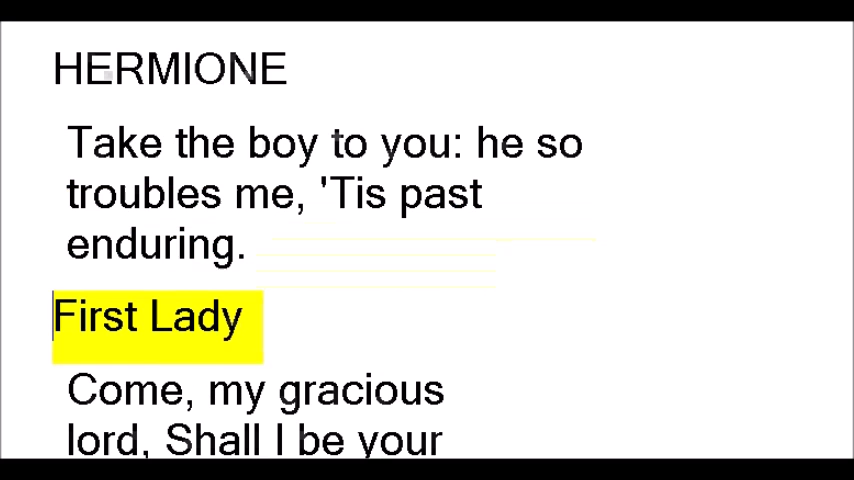 HERMIONE
Take the boy to you: he so
troubles me, 'Tis past
enduring.
First Lady
Come, my gracious
lord, Shall I be your